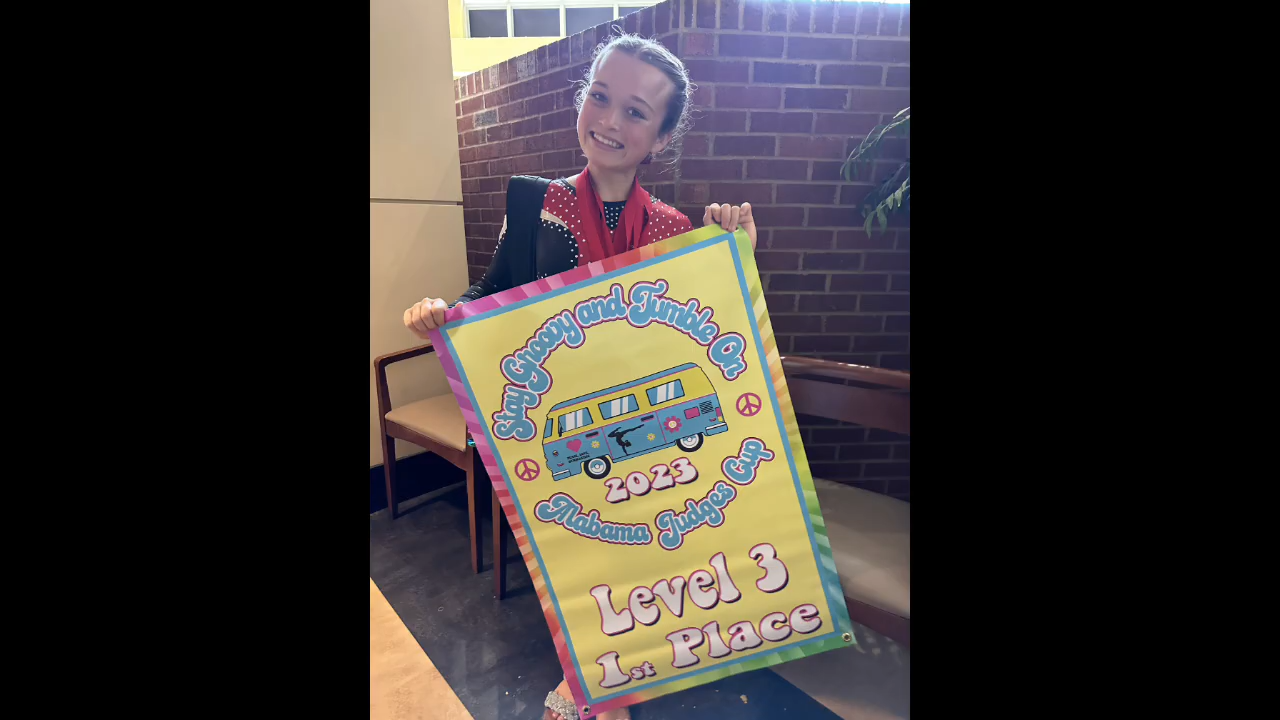 Stay Groovy and Tumble On
2023
Alabama Judges Cup
Level 3
1st Place